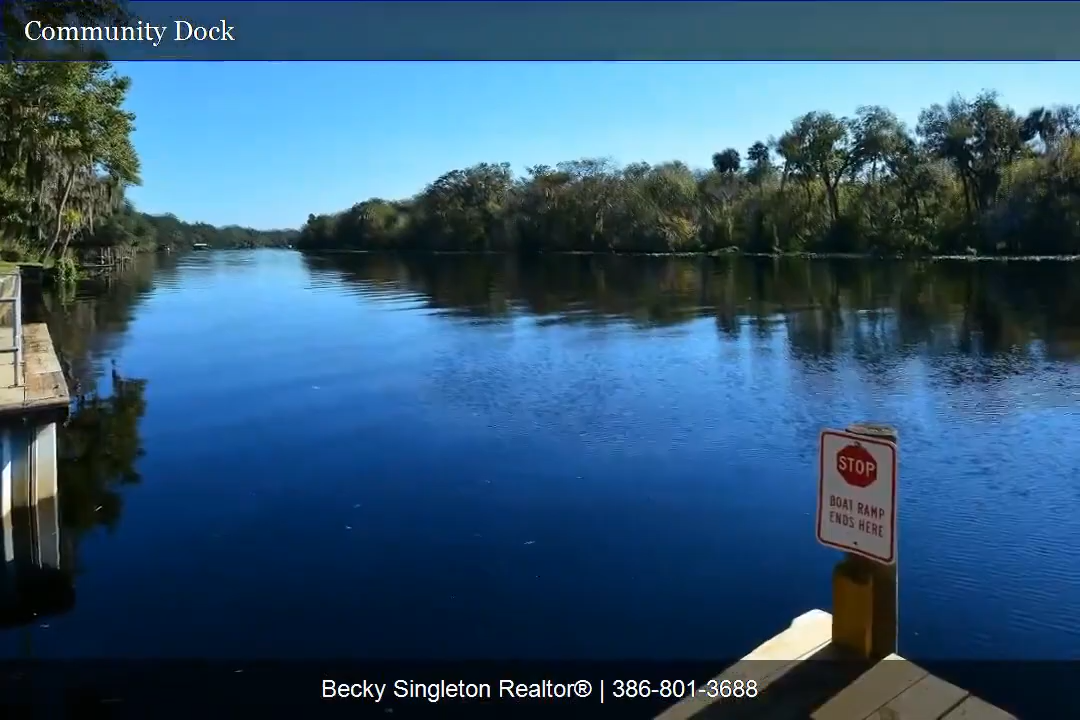 Community Dock
STOP
BOAT RAMP
ENDS HERE
Becky Singleton Realtor® | 386-801-3688